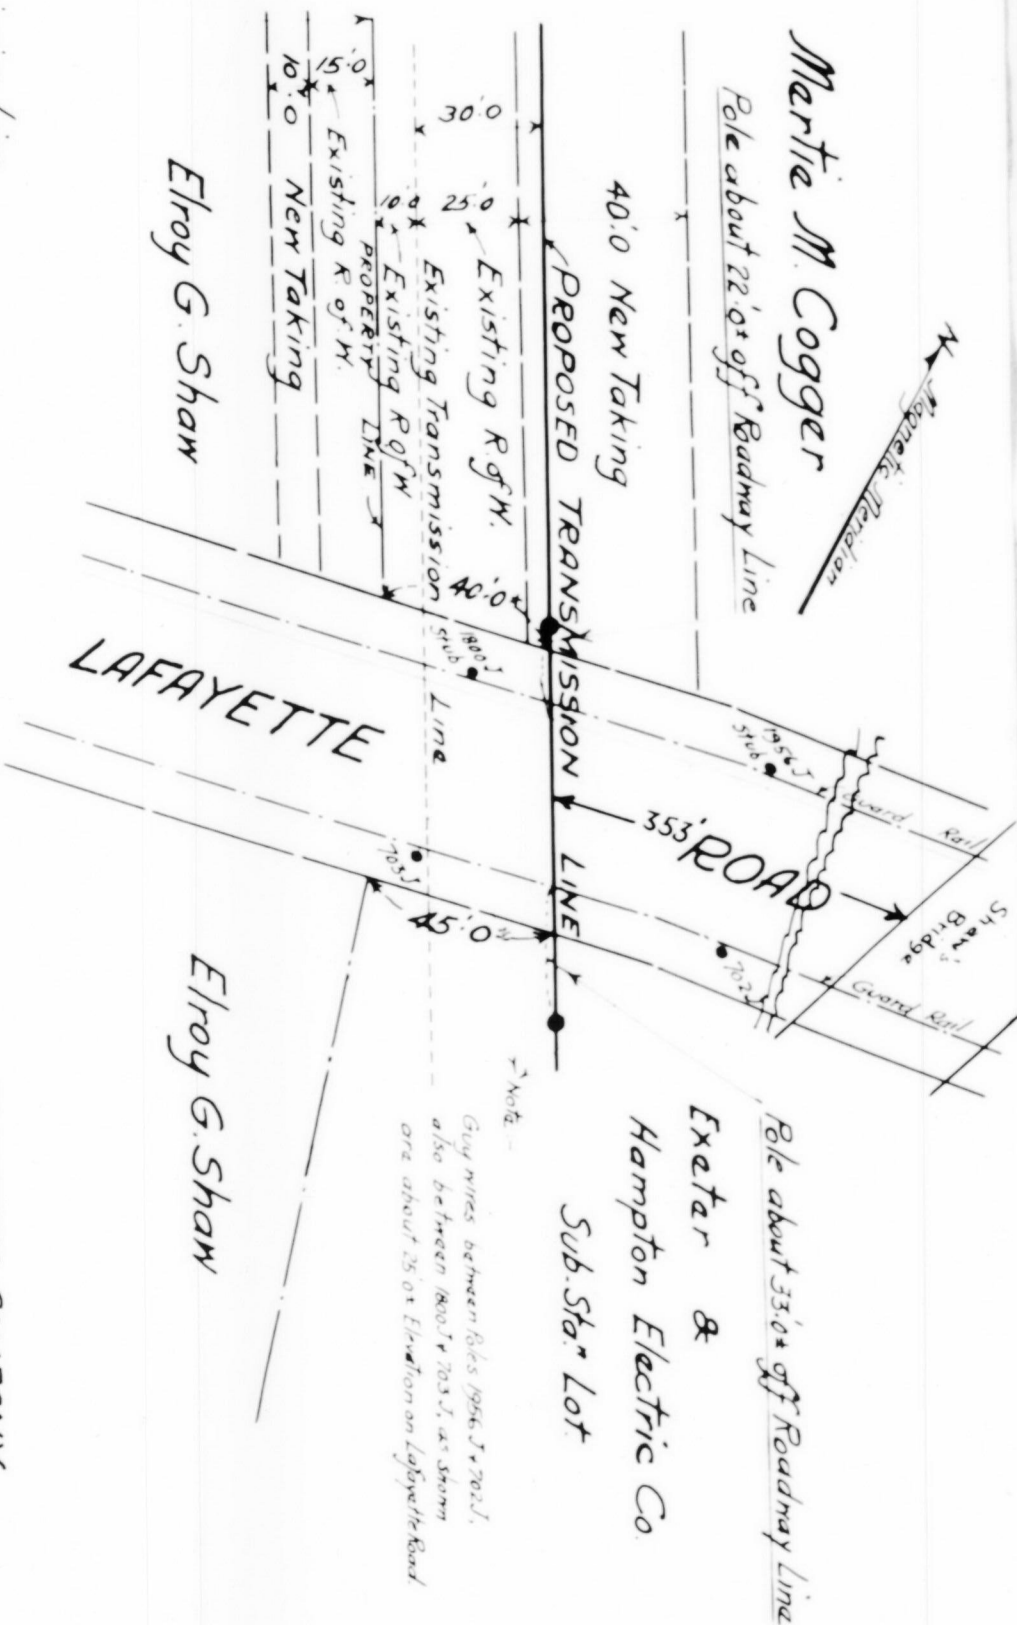 Martie M. Cogger
Pole about 22'.0± off Roadway Line
Magnetic Meridian
40'.0 New Taking
PROPOSED TRANSMISSION LINE
30'.0
25'.0
Existing R. of W.
Existing Transmission Line
10'.0
Existing R of W
PROPERTY LINE
15'.0
Existing R. of W.
10'.0
New Taking
Elroy G. Shaw
40'.0"
1800 J
Stub
1956 J
Stub
Guard Rail
LAFAYETTE ROAD
353'
Shaw's
Bridge
703 J
702 J
Guard Rail
45'.0"
Elroy G. Shaw
Pole about 33'.0± off Roadway Line
Exeter &
Hampton Electric Co.
Sub. Sta.ⁿ Lot.
Note -
Guy wires between Poles 1956 J & 702 J.
also between 1800 J & 703 J. as shown
are about 25'.0± Elevation on Lafayette Road.